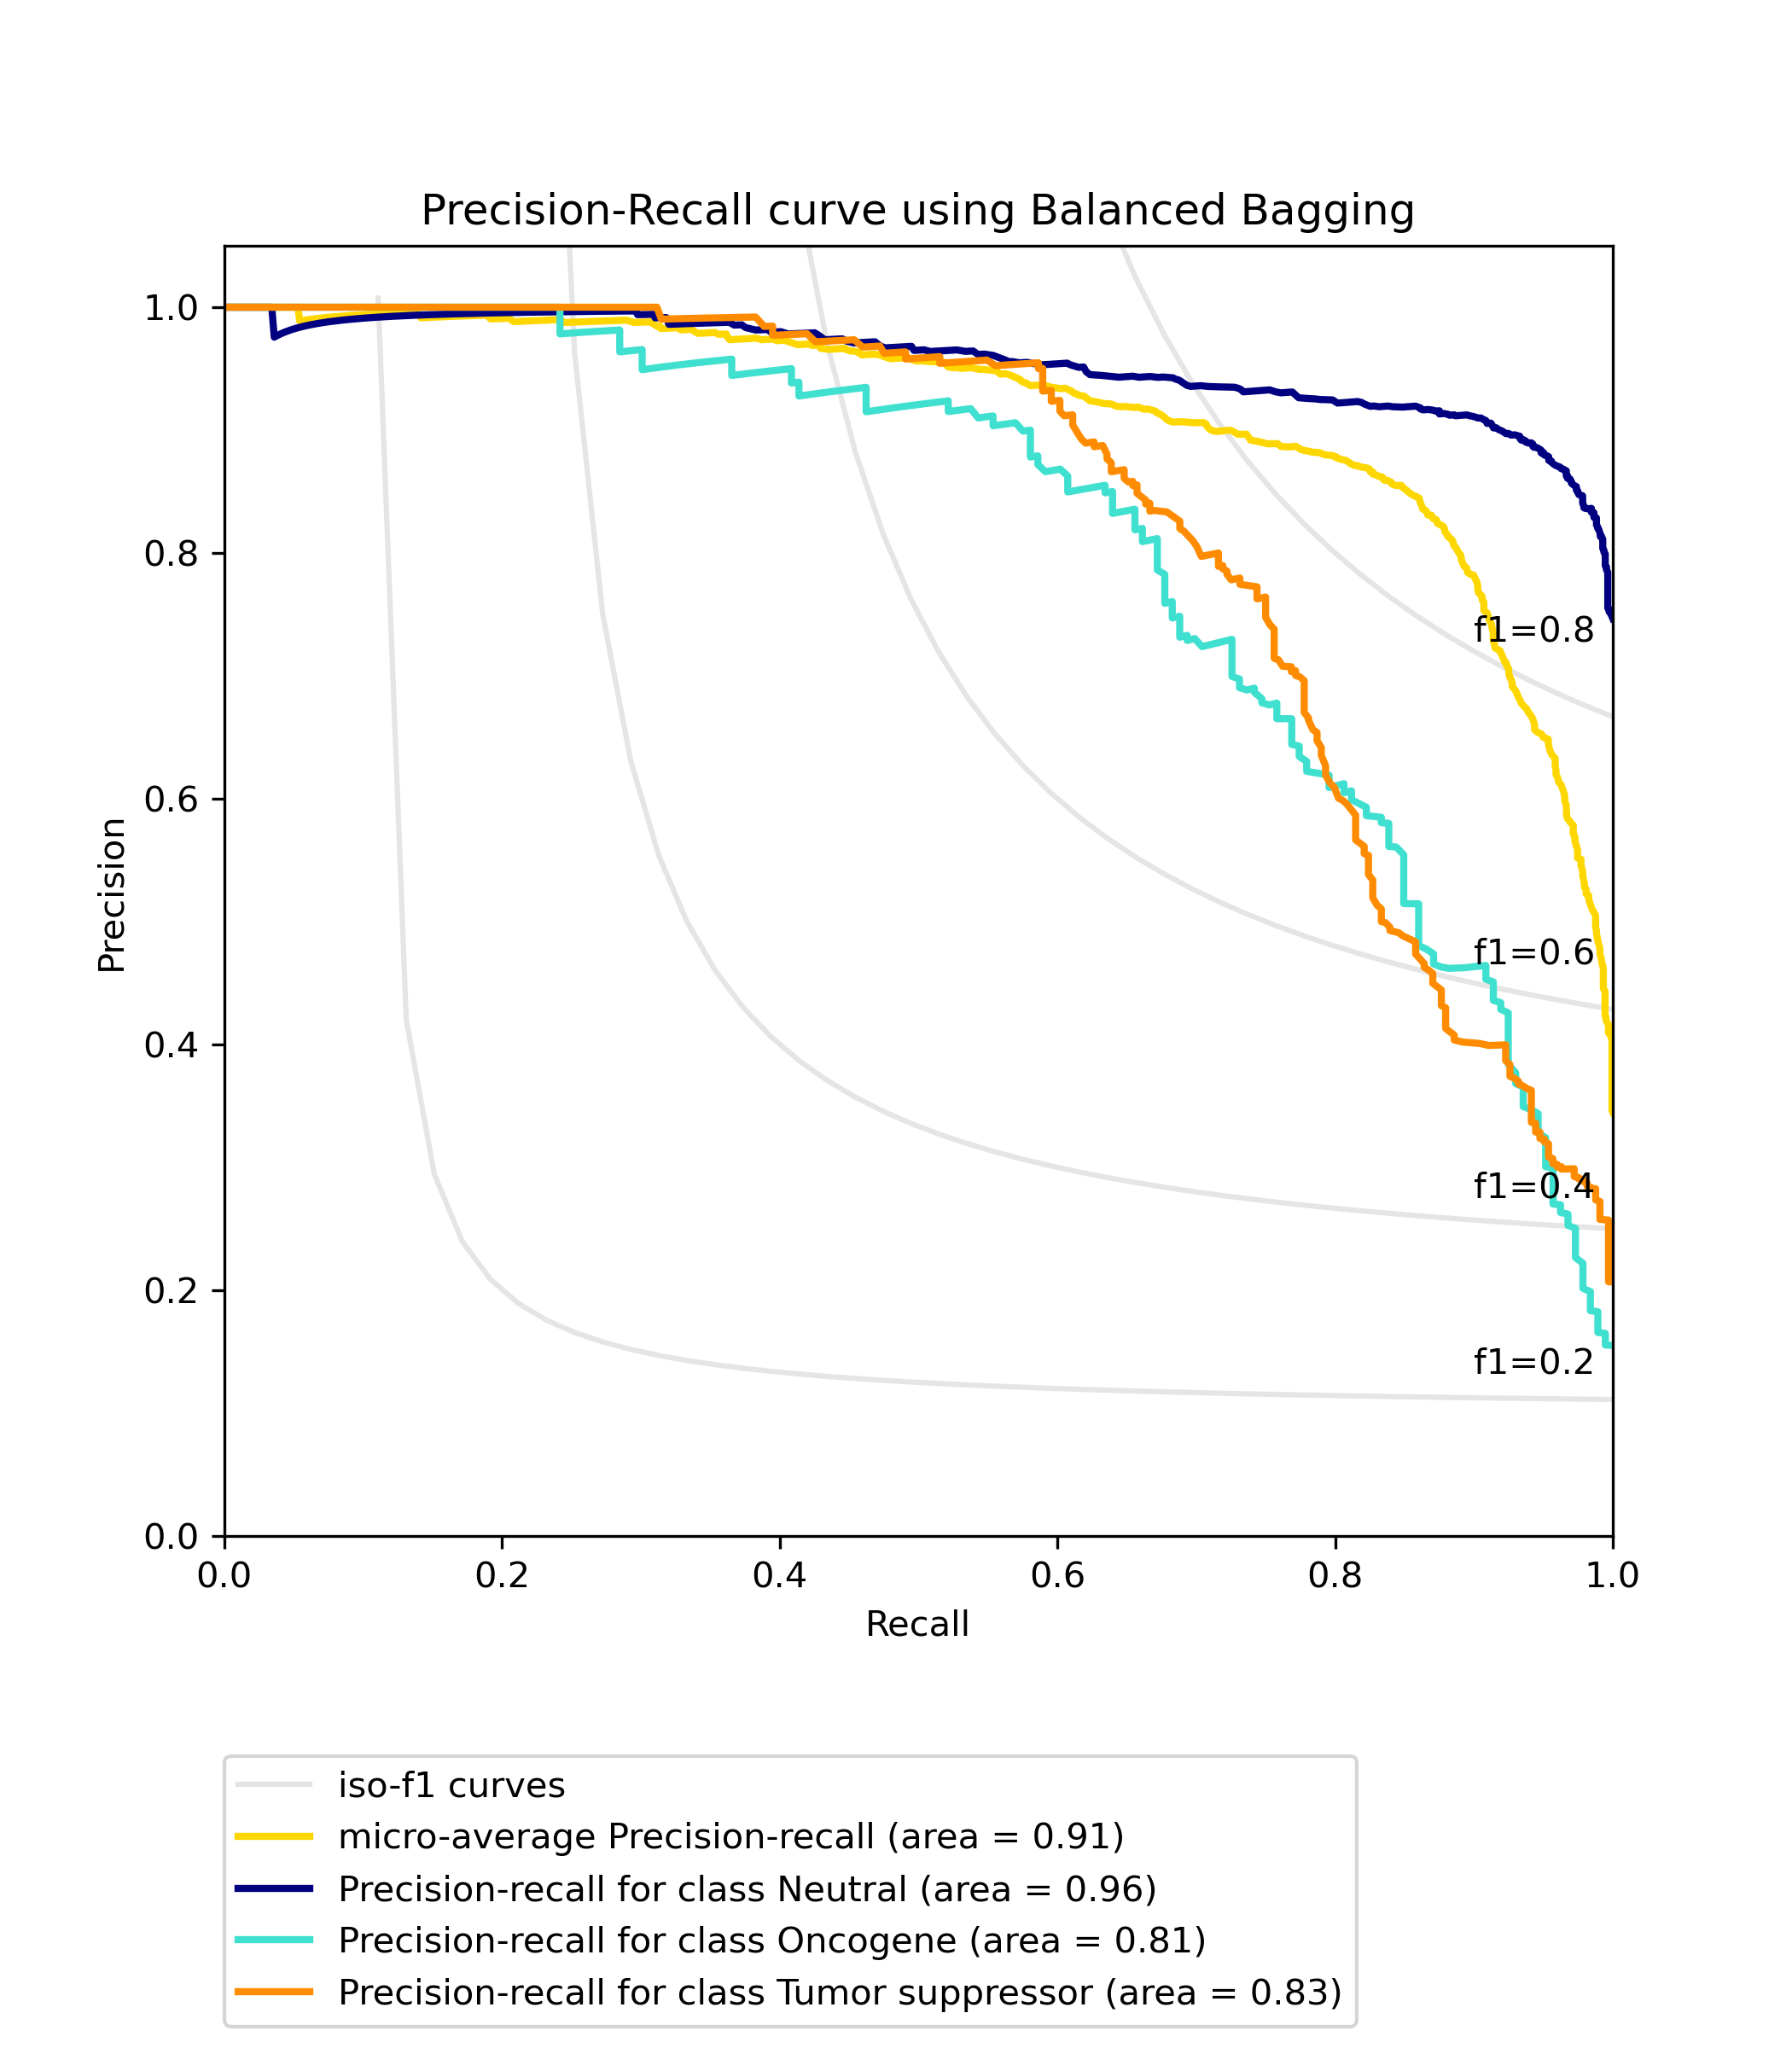 Precision-Recall curve using Balanced Bagging
1.0
0.8
0.6
0.4
0.2
0.0
Precision
f1=0.8
f1=0.6
f1=0.4
f1=0.2
0.0 0.2 0.4 0.6 0.8 1.0
Recall
iso-f1 curves
micro-average Precision-recall (area = 0.91)
Precision-recall for class Neutral (area = 0.96)
Precision-recall for class Oncogene (area = 0.81)
Precision-recall for class Tumor suppressor (area = 0.83)